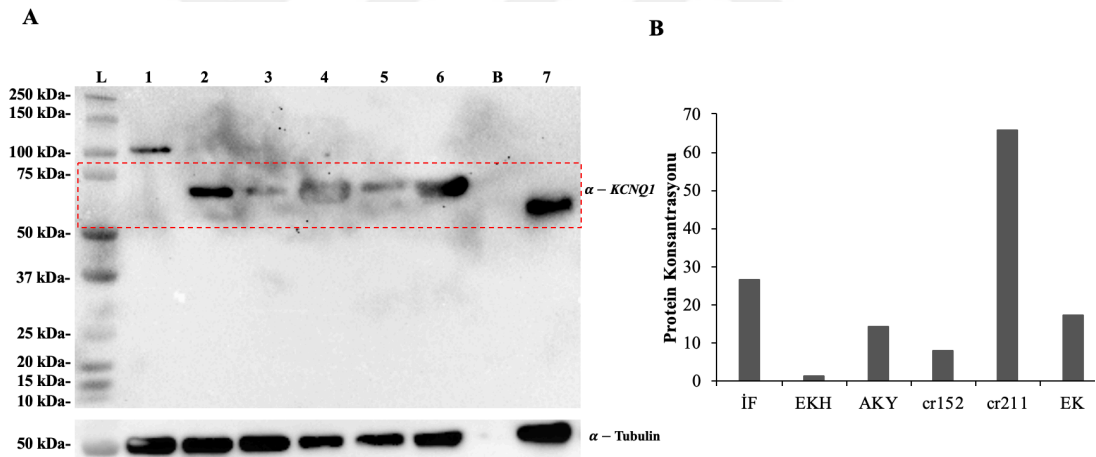 A
L 1 2 3 4 5 6 B 7
250 kDa-
150 kDa-
100 kDa-
75 kDa-
50 kDa-
37 kDa-
25 kDa-
20 kDa-
15 kDa-
10 kDa-
α – KCNQ1
50 kDa-
α – Tubulin
B
Protein Konsantrasyonu
70
60
50
40
30
20
10
0
İF EKH AKY cr152 cr211 EK